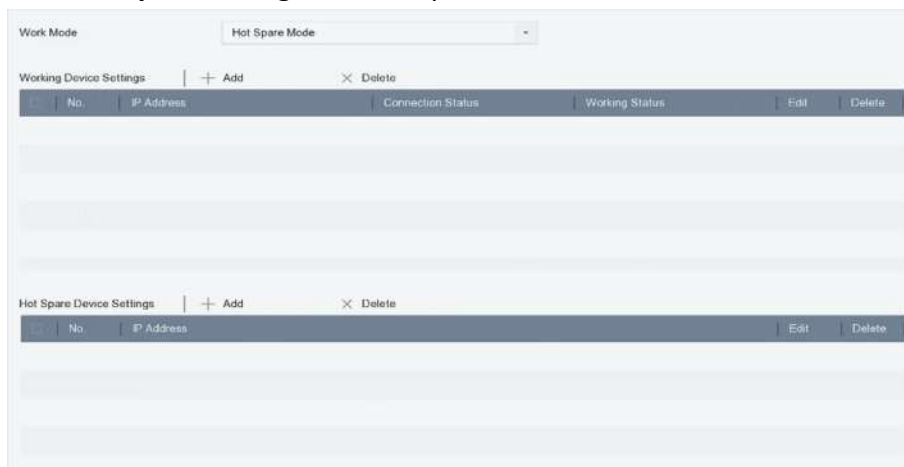 Work Mode Hot Spare Mode
Working Device Settings Add Delete
No. IP Address Connection Status Working Status Edit Delete
Hot Spare Device Settings Add Delete
No. IP Address Edit Delete